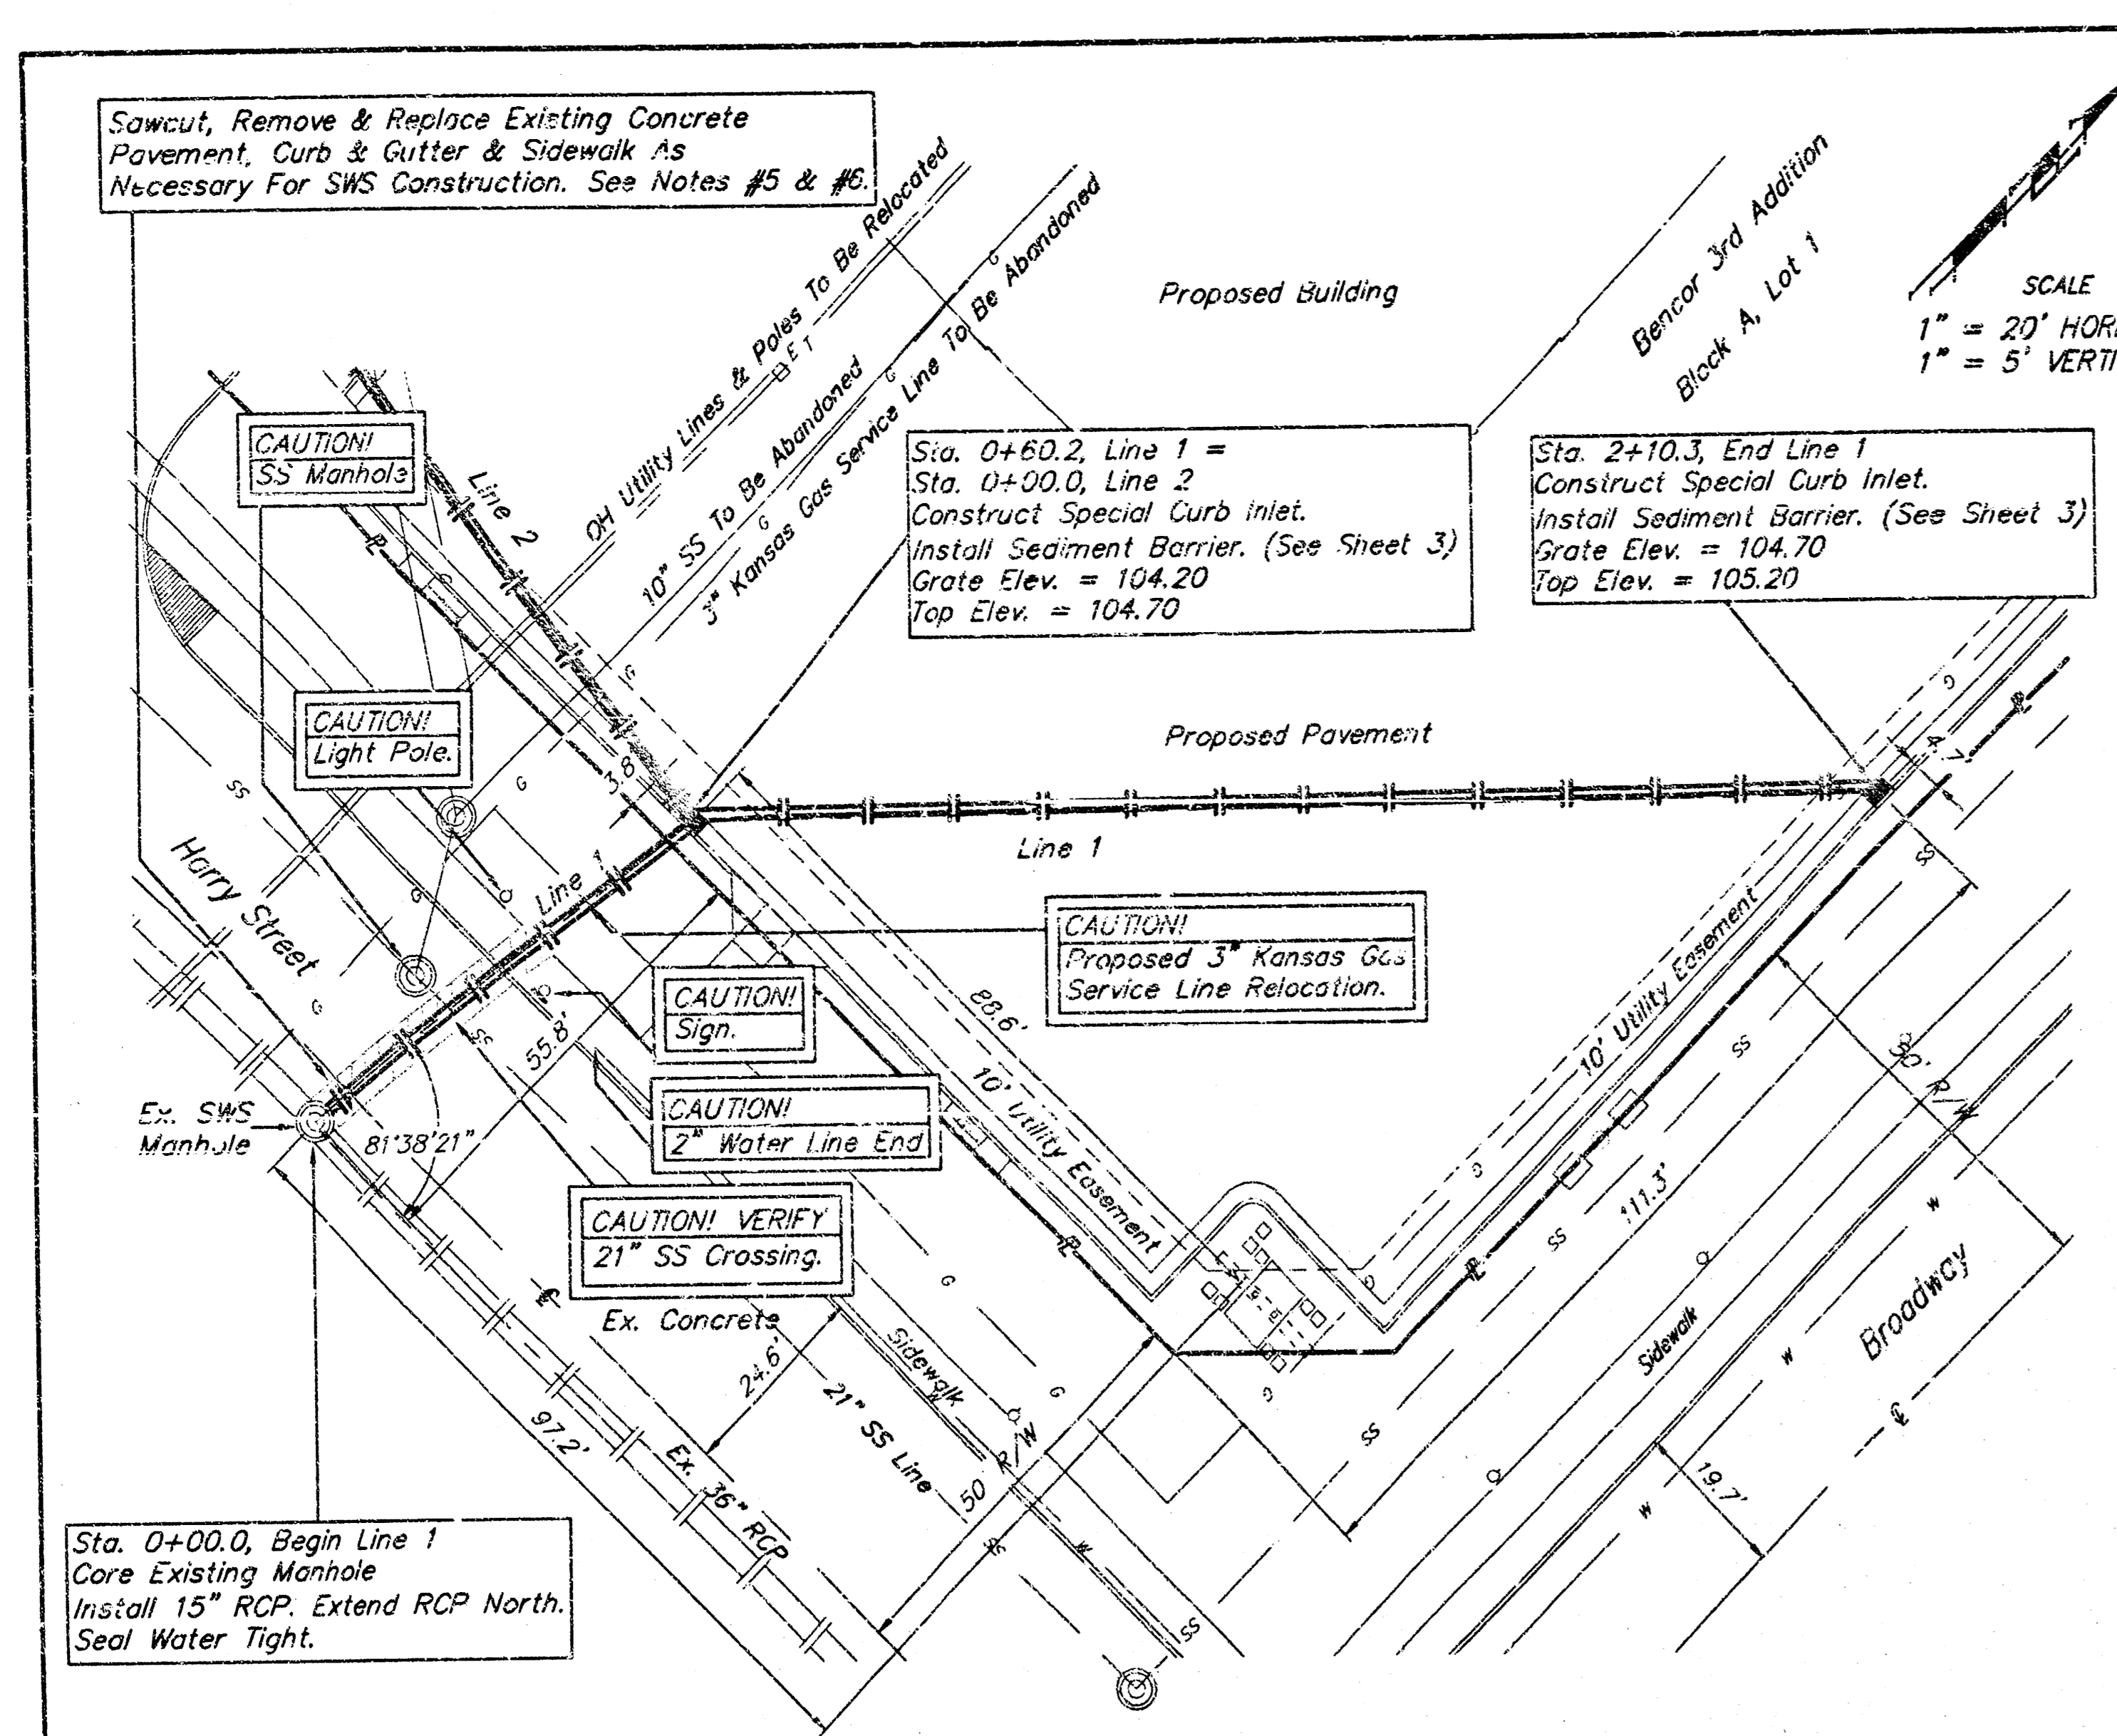 Sawcut, Remove & Replace Existing Concrete
Pavement, Curb & Gutter & Sidewalk As
Necessary For SWS Construction. See Notes #5 & #6.
OH Utility Lines & Poles To Be Relocated
E T
10" SS To Be Abandoned
3" Kansas Gas Service Line To Be Abandoned
Proposed Building
Bencor 3rd Addition
Block A, Lot 1
SCALE
1" = 20' HOR
1" = 5' VERTI
CAUTION!
SS Manhole
Line 2
Sta. 0+60.2, Line 1 =
Sta. 0+00.0, Line 2
Construct Special Curb Inlet.
Install Sediment Barrier. (See Sheet 3)
Grate Elev. = 104.20
Top Elev. = 104.70
Sta. 2+10.3, End Line 1
Construct Special Curb Inlet.
Install Sediment Barrier. (See Sheet 3)
Grate Elev. = 104.70
Top Elev. = 105.20
CAUTION!
Light Pole.
3.8
Proposed Pavement
4.7
Line 1
Line 1
Harry Street
CAUTION!
Proposed 3" Kansas Gas
Service Line Relocation.
CAUTION!
Sign.
55.8'
88.6'
10' Utility Easement
10' Utility Easement
50' R/W
Ex. SWS
Manhole
81°38'21"
CAUTION!
2" Water Line End
CAUTION! VERIFY
21" SS Crossing.
Ex. Concrete
111.3'
24.6'
Sidewalk
21" SS Line
Sidewalk
Broadway
97.2'
Ex. 36" RCP
50 R/W
19.7'
Sta. 0+00.0, Begin Line 1
Core Existing Manhole
Install 15" RCP. Extend RCP North.
Seal Water Tight.